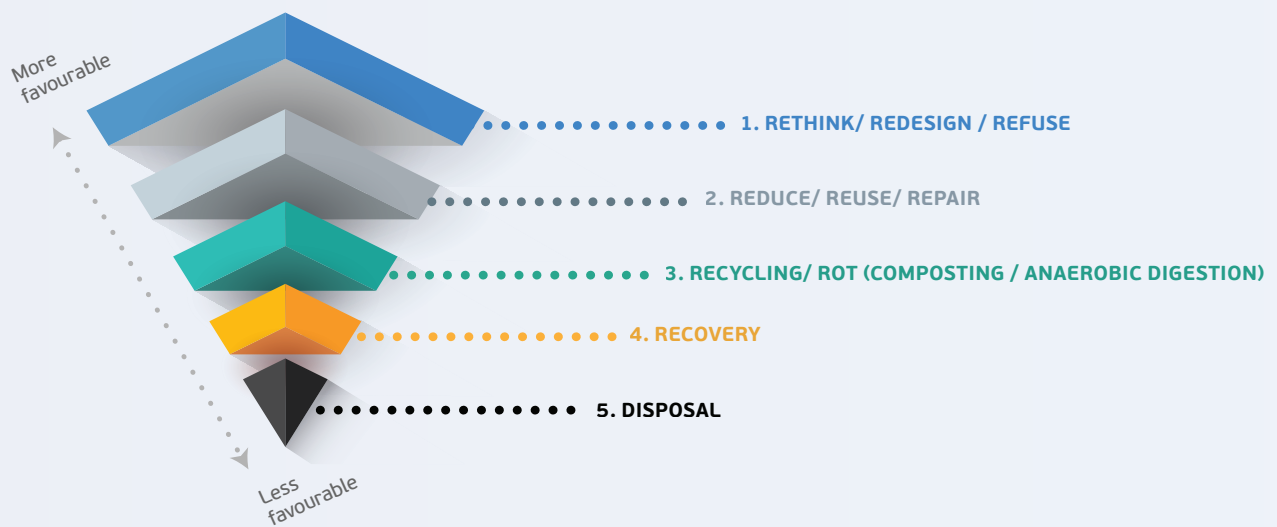 More
favourable
1. RETHINK/ REDESIGN / REFUSE
2. REDUCE/ REUSE/ REPAIR
3. RECYCLING/ ROT (COMPOSTING / ANAEROBIC DIGESTION)
4. RECOVERY
5. DISPOSAL
Less
favourable